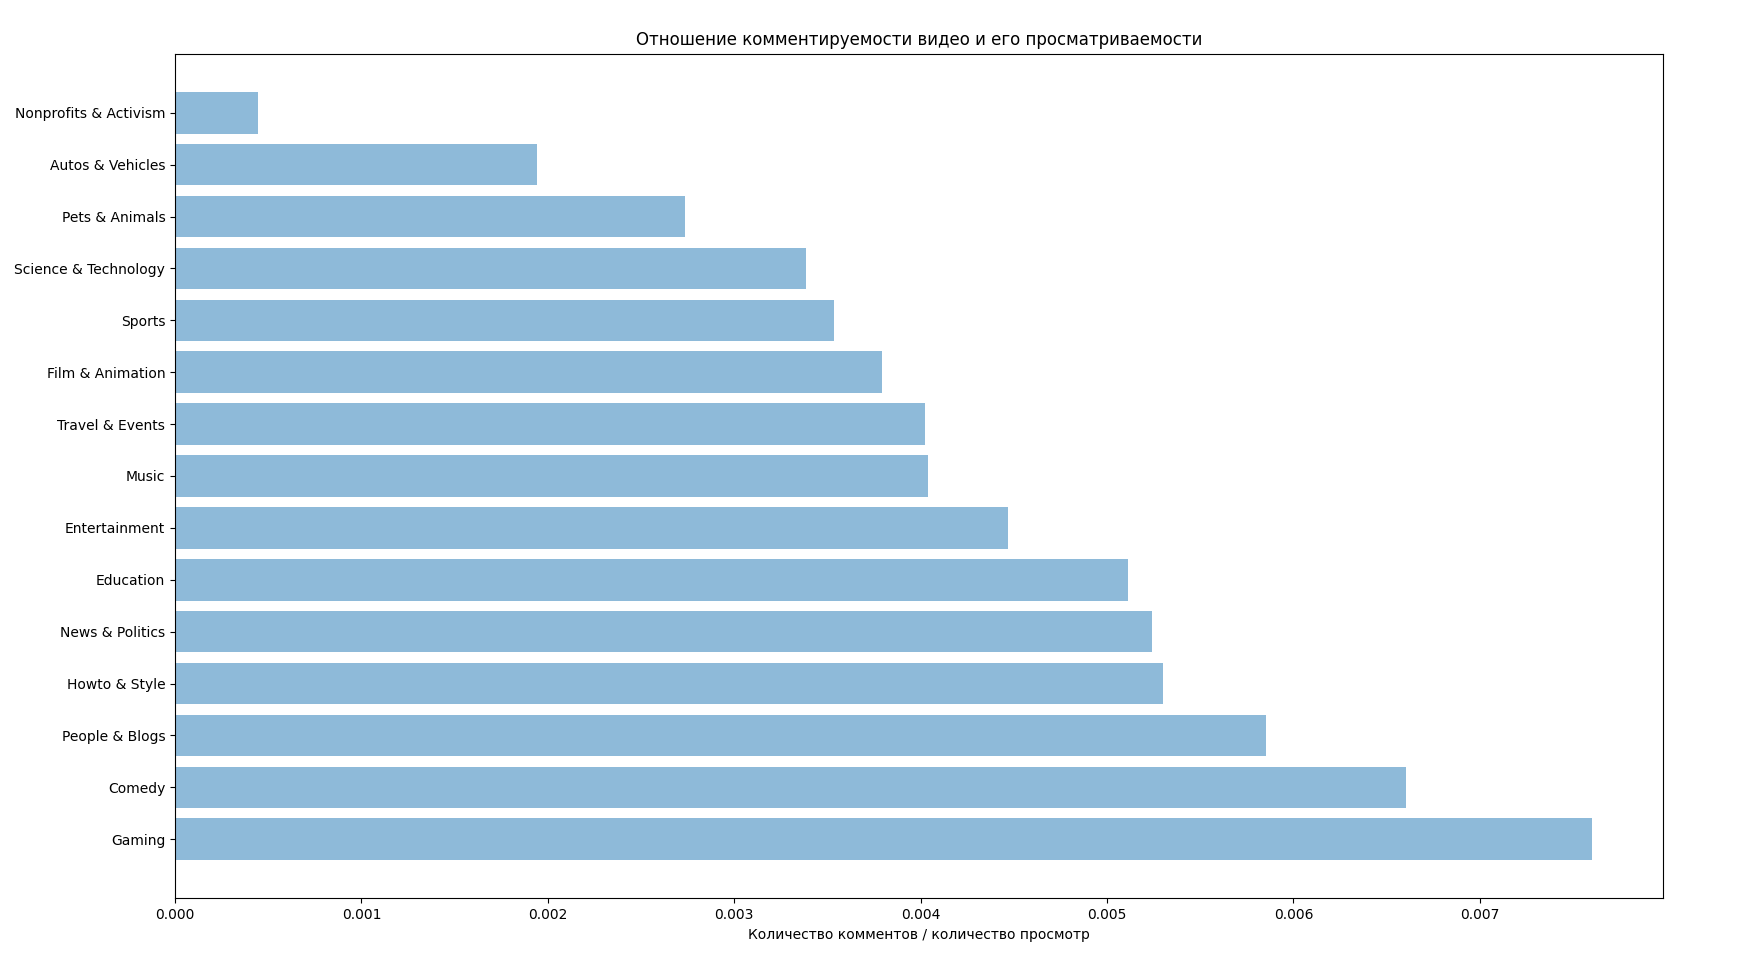 Отношение комментируемости видео и его просматриваемости
Nonprofits & Activism
Autos & Vehicles
Pets & Animals
Science & Technology
Sports
Film & Animation
Travel & Events
Music
Entertainment
Education
News & Politics
Howto & Style
People & Blogs
Comedy
Gaming
0.000 0.001 0.002 0.003 0.004 0.005 0.006 0.007
Количество комментов / количество просмотр